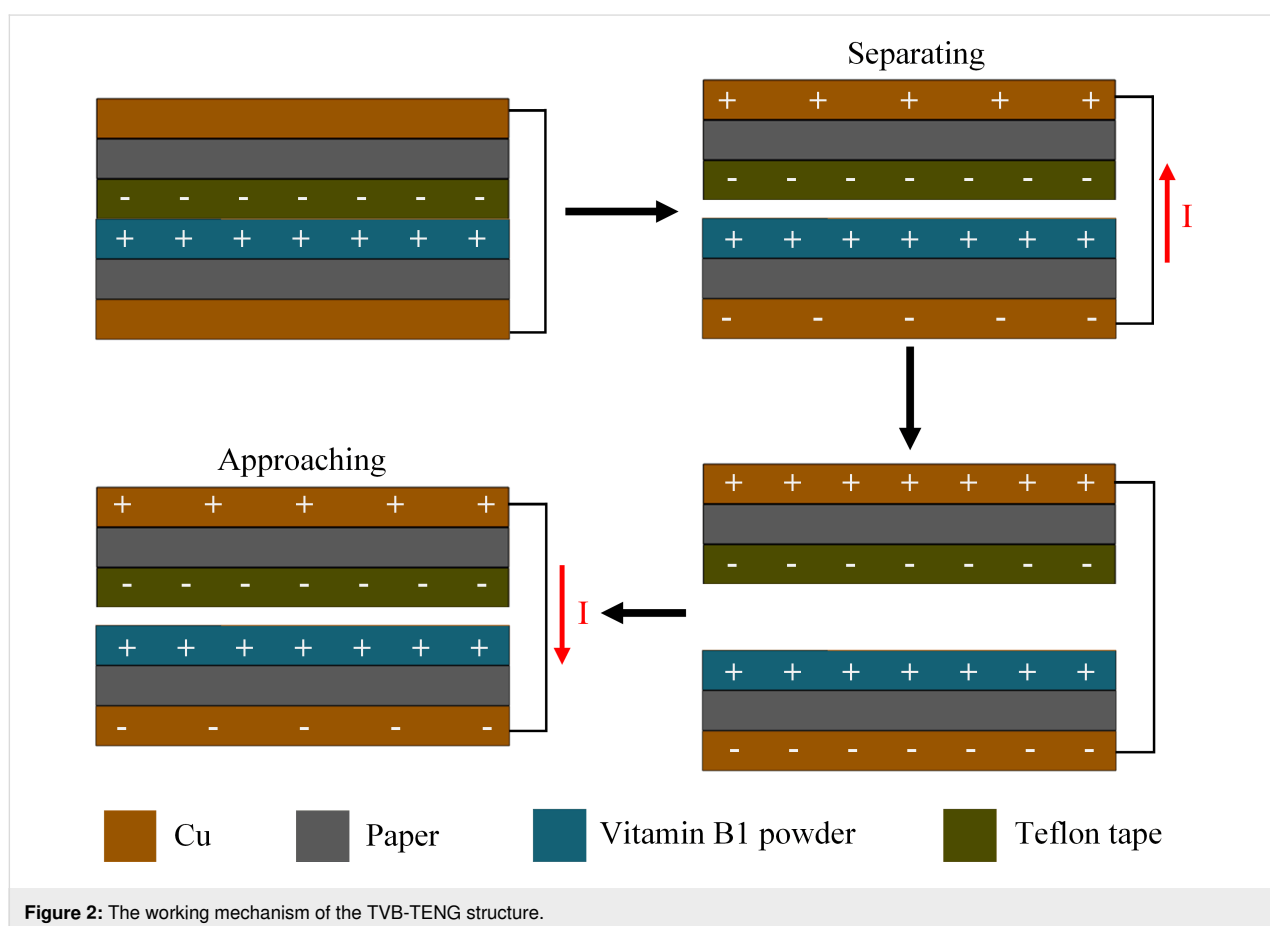 Separating
- - - - - - -
+ + + + + + +
+ + + + +
- - - - - - -
+ + + + + + +
- - - - -
I
Approaching
+ + + + +
- - - - - - -
+ + + + + + +
- - - - -
I
+ + + + + + +
- - - - - - -
+ + + + + + +
- - - - - - -
Cu
Paper
Vitamin B1 powder
Teflon tape
Figure 2: The working mechanism of the TVB-TENG structure.